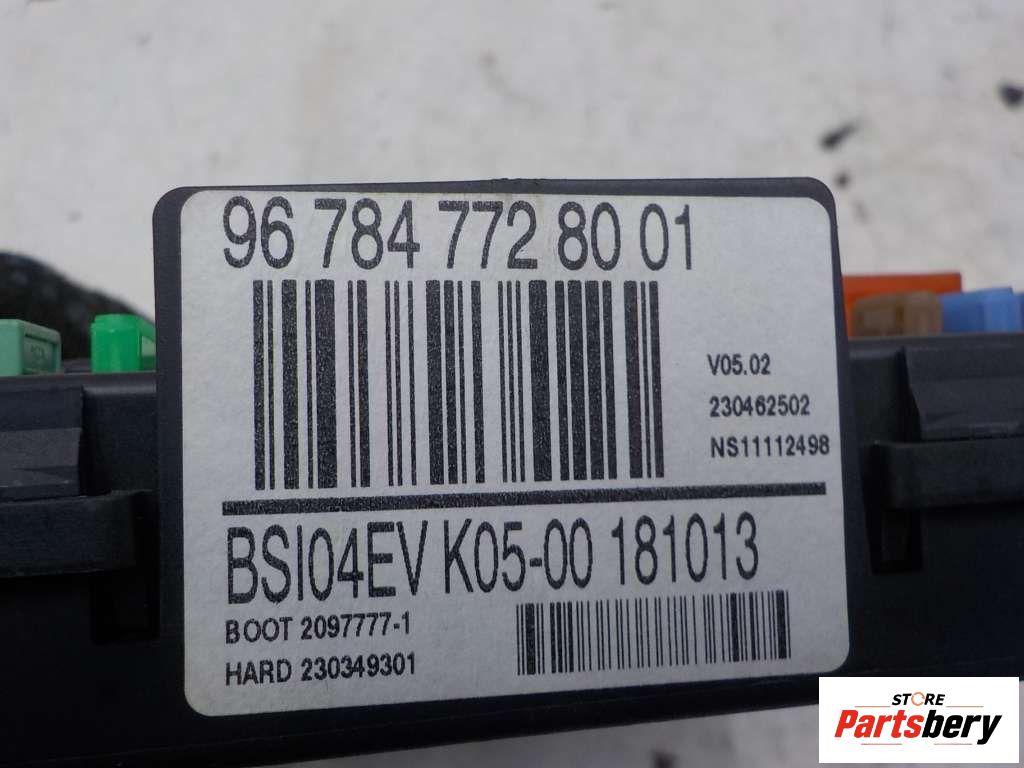 96 784 772 80 01
V05.02
230462502
NS11112498
BSI04EV K05-00 181013
BOOT 2097777-1
HARD 230349301
STORE
Partsbery